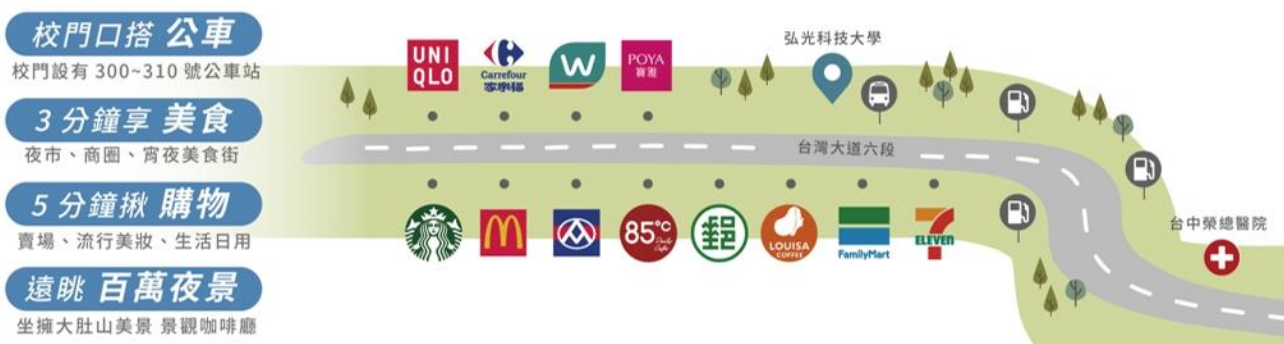 校門口搭 公車
校門設有 300~310 號公車站
3 分鐘享 美食
夜市、商圈、宵夜美食街
5 分鐘揪 購物
賣場、流行美妝、生活日用
遠眺 百萬夜景
坐擁大肚山美景 景觀咖啡廳
UNI
QLO
Carrefour
家樂福
W
POYA
寶雅
弘光科技大學
台灣大道六段
M
85°C
Daily
Cafe
郵
LOUISA
COFFEE
FamilyMart
7
ELEVEN
台中榮總醫院